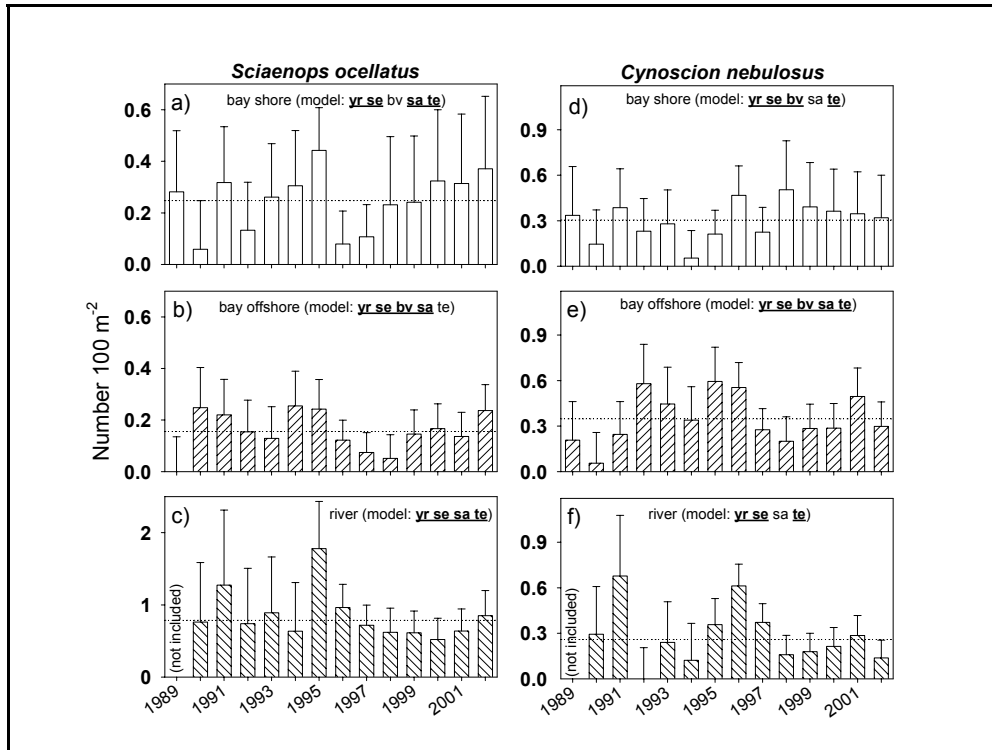 Sciaenops ocellatus
Cynoscion nebulosus
Number 100 m⁻²
a)
bay shore (model: yr se bv sa te)
0.6
0.4
0.2
0.0
b)
bay offshore (model: yr se bv sa te)
0.6
0.4
0.2
0.0
c)
river (model: yr se sa te)
2
1
0
(not included)
1989
1991
1993
1995
1997
1999
2001
d)
bay shore (model: yr se bv sa te)
0.9
0.6
0.3
0.0
e)
bay offshore (model: yr se bv sa te)
0.9
0.6
0.3
0.0
f)
river (model: yr se sa te)
0.9
0.6
0.3
0.0
(not included)
1989
1991
1993
1995
1997
1999
2001